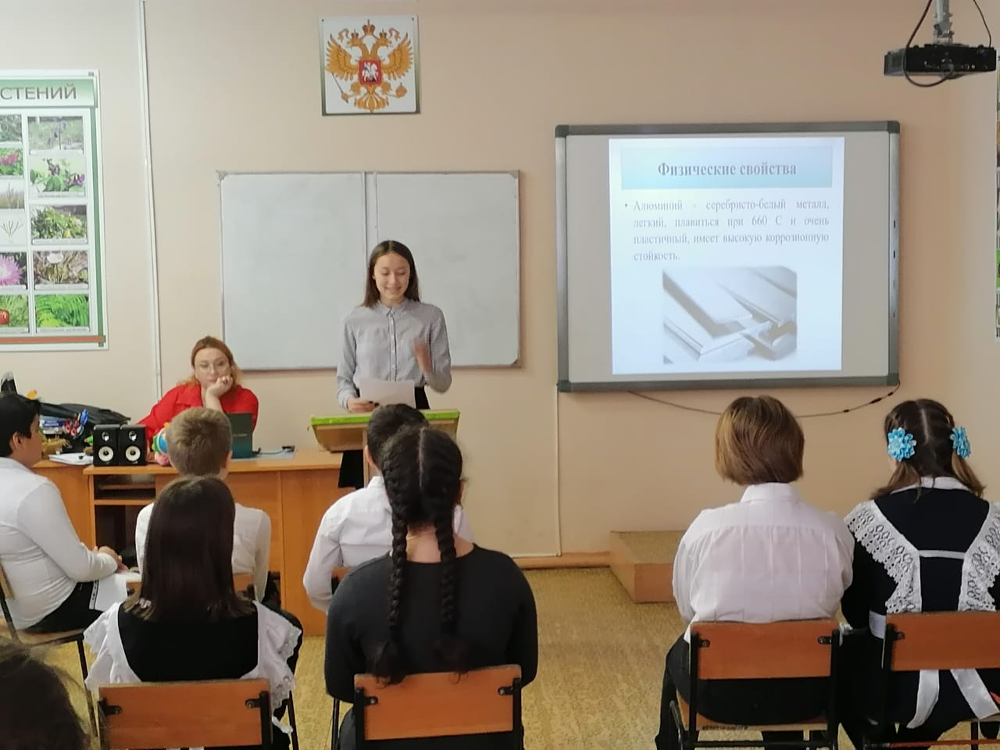 СТЕНИЙ
Физические свойства
• Алюминий - серебристо-белый металл,
легкий, плавиться при 660 С и очень
пластичный, имеет высокую коррозионную
стойкость.